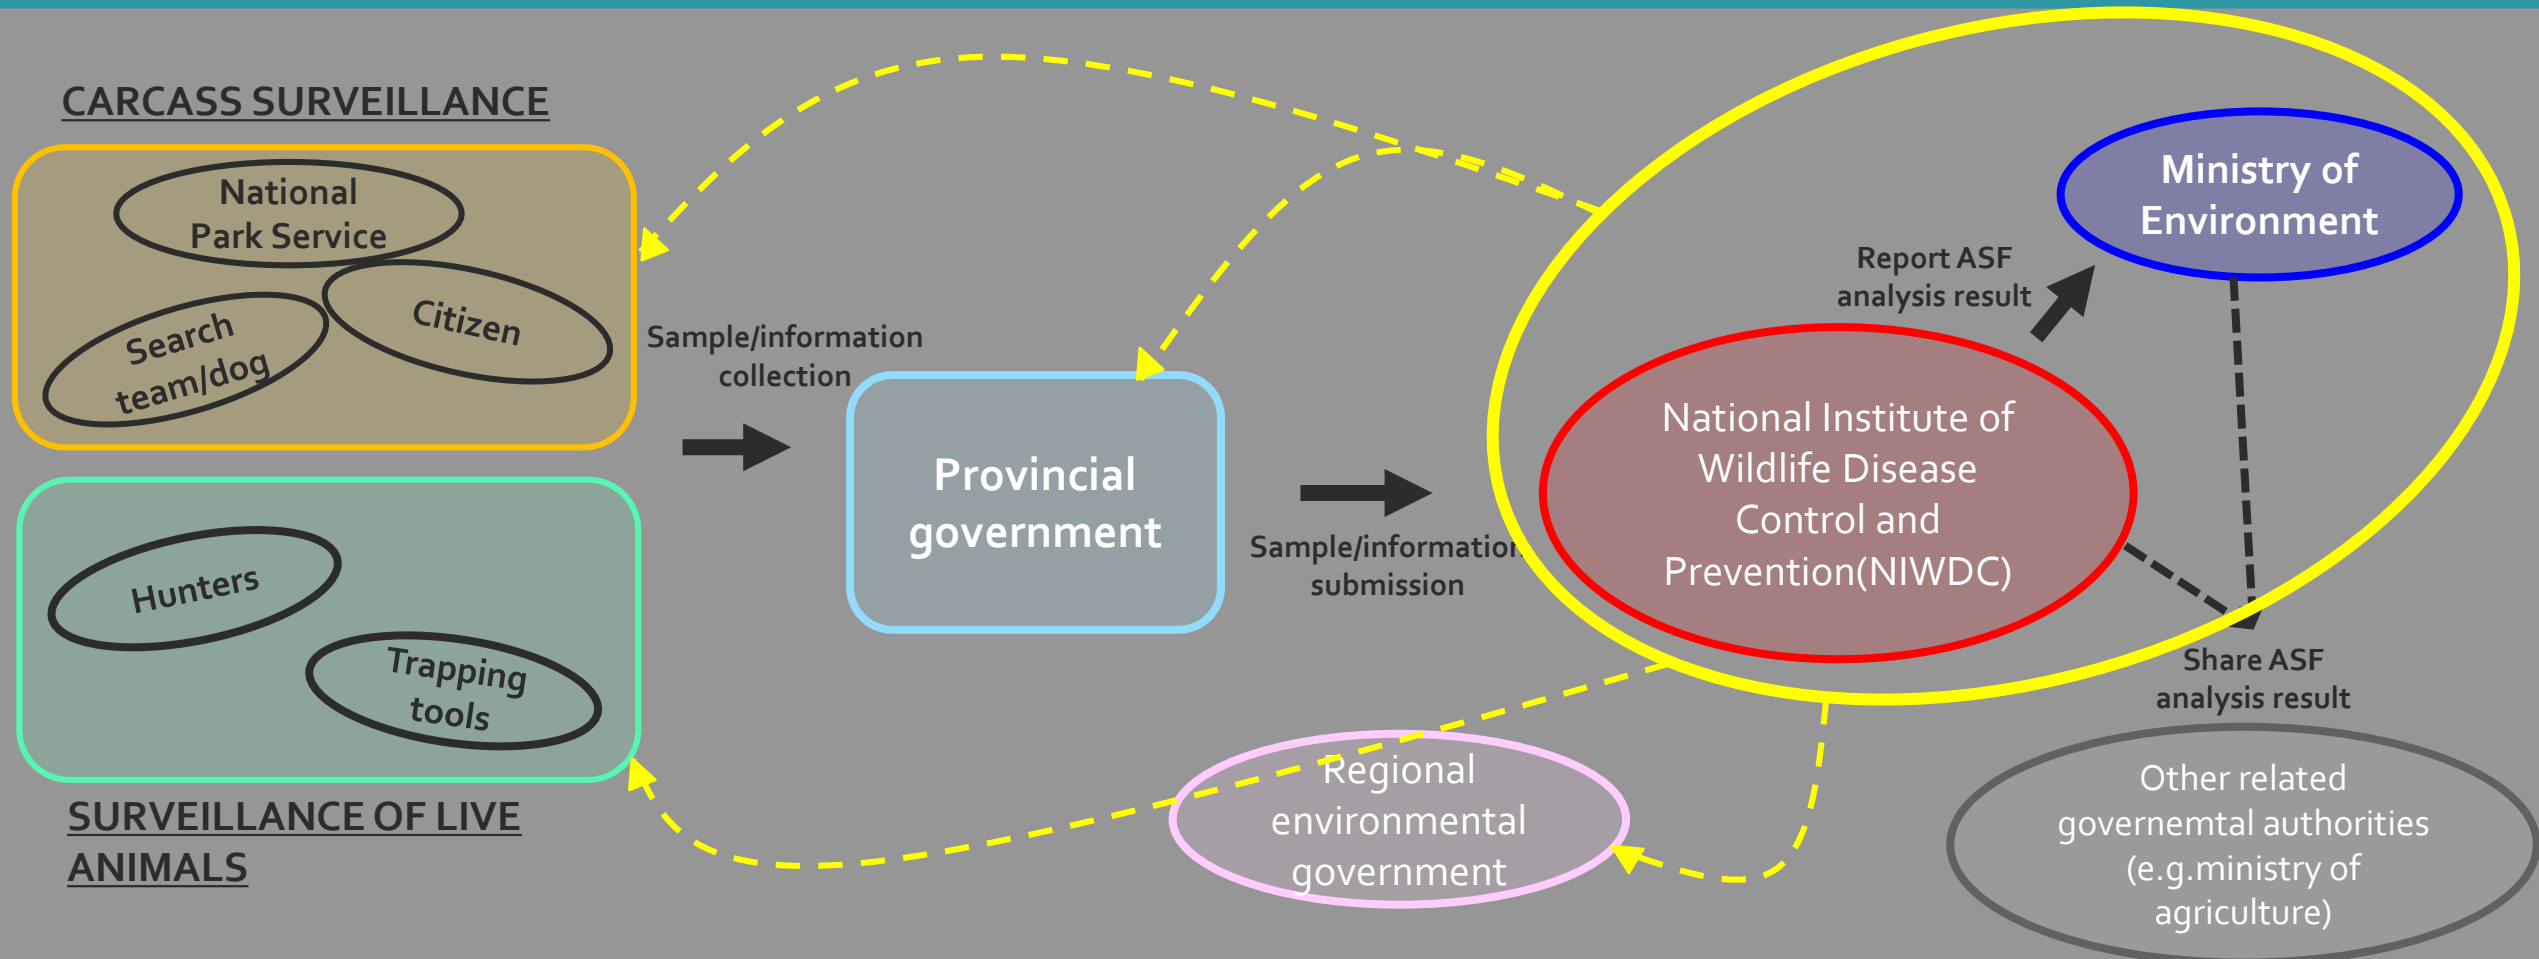 CARCASS SURVEILLANCE
National
Park Service
Citizen
Search
team/dog
Sample/information
collection
Hunters
Trapping
tools
SURVEILLANCE OF LIVE
ANIMALS
Provincial
government
Sample/information
submission
Ministry of
Environment
Report ASF
analysis result
National Institute of
Wildlife Disease
Control and
Prevention(NIWDC)
Share ASF
analysis result
Regional
environmental
government
Other related
governemtal authorities
(e.g.ministry of
agriculture)